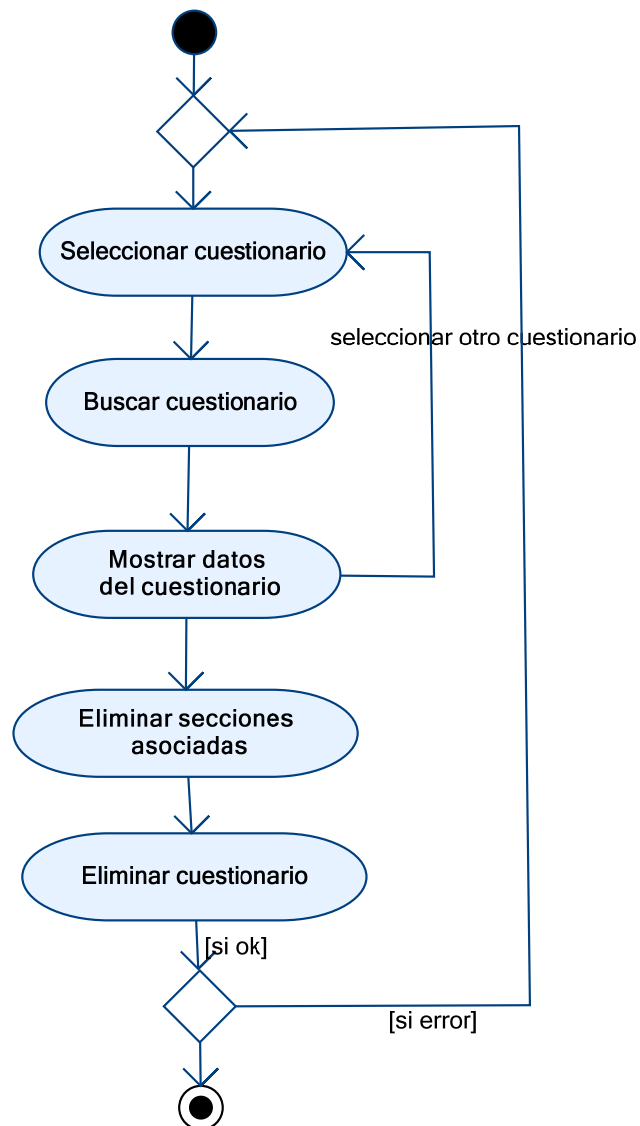 Seleccionar cuestionario
seleccionar otro cuestionario
Buscar cuestionario
Mostrar datos
del cuestionario
Eliminar secciones
asociadas
Eliminar cuestionario
[si ok]
[si error]